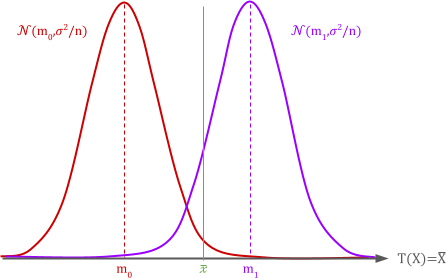 𝒩(m₀,σ²/n)
𝒩(m₁,σ²/n)
T(X)=X̅
m₀
x̅
m₁